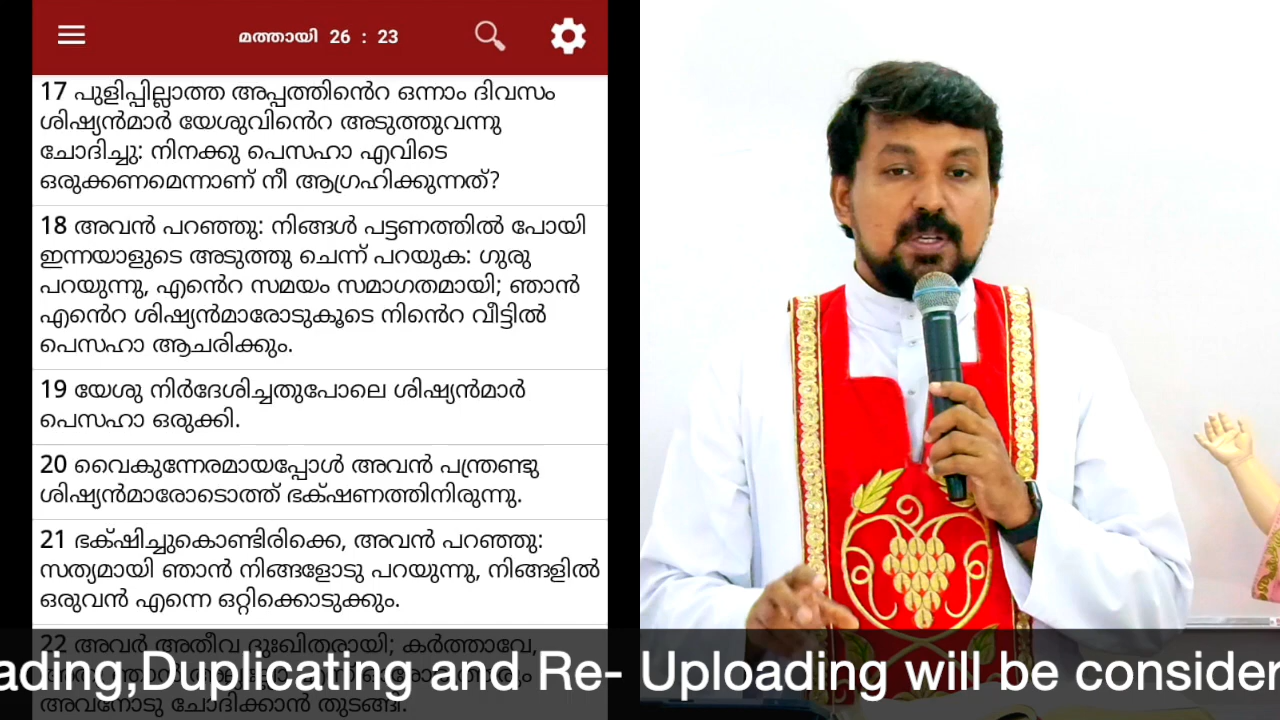 മത്തായി 26 : 23
17 പുളിപ്പില്ലാത്ത അപ്പത്തിൻെറ ഒന്നാം ദിവസം
ശിഷ്യൻമാർ യേശുവിൻെറ അടുത്തുവന്നു
ചോദിച്ചു: നിനക്കു പെസഹാ എവിടെ
ഒരുക്കണമെന്നാണ് നീ ആഗ്രഹിക്കുന്നത്?
18 അവൻ പറഞ്ഞു: നിങ്ങൾ പട്ടണത്തിൽ പോയി
ഇന്നയാളുടെ അടുത്തു ചെന്ന് പറയുക: ഗുരു
പറയുന്നു, എൻെറ സമയം സമാഗതമായി; ഞാൻ
എൻെറ ശിഷ്യൻമാരോടുകൂടെ നിൻെറ വീട്ടിൽ
പെസഹാ ആചരിക്കും.
19 യേശു നിർദേശിച്ചതുപോലെ ശിഷ്യൻമാർ
പെസഹാ ഒരുക്കി.
20 വൈകുന്നേരമായപ്പോൾ അവൻ പന്ത്രണ്ടു
ശിഷ്യൻമാരോടൊത്ത് ഭക്ഷണത്തിനിരുന്നു.
21 ഭക്ഷിച്ചുകൊണ്ടിരിക്കെ, അവൻ പറഞ്ഞു:
സത്യമായി ഞാൻ നിങ്ങളോടു പറയുന്നു, നിങ്ങളിൽ
ഒരുവൻ എന്നെ ഒറ്റിക്കൊടുക്കും.
22 അവർ അതീവ ദുഃഖിതരായി; കർത്താവേ,
അവനോടു ചോദിക്കാൻ തുടങ്ങി.
ading,Duplicating and Re- Uploading will be consider